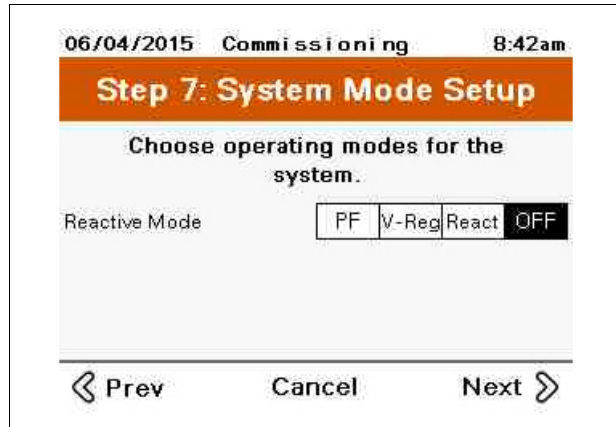 06/04/2015 Commissioning 8:42am
Step 7: System Mode Setup
Choose operating modes for the
system.
Reactive Mode PF V-Reg React OFF
Prev Cancel Next